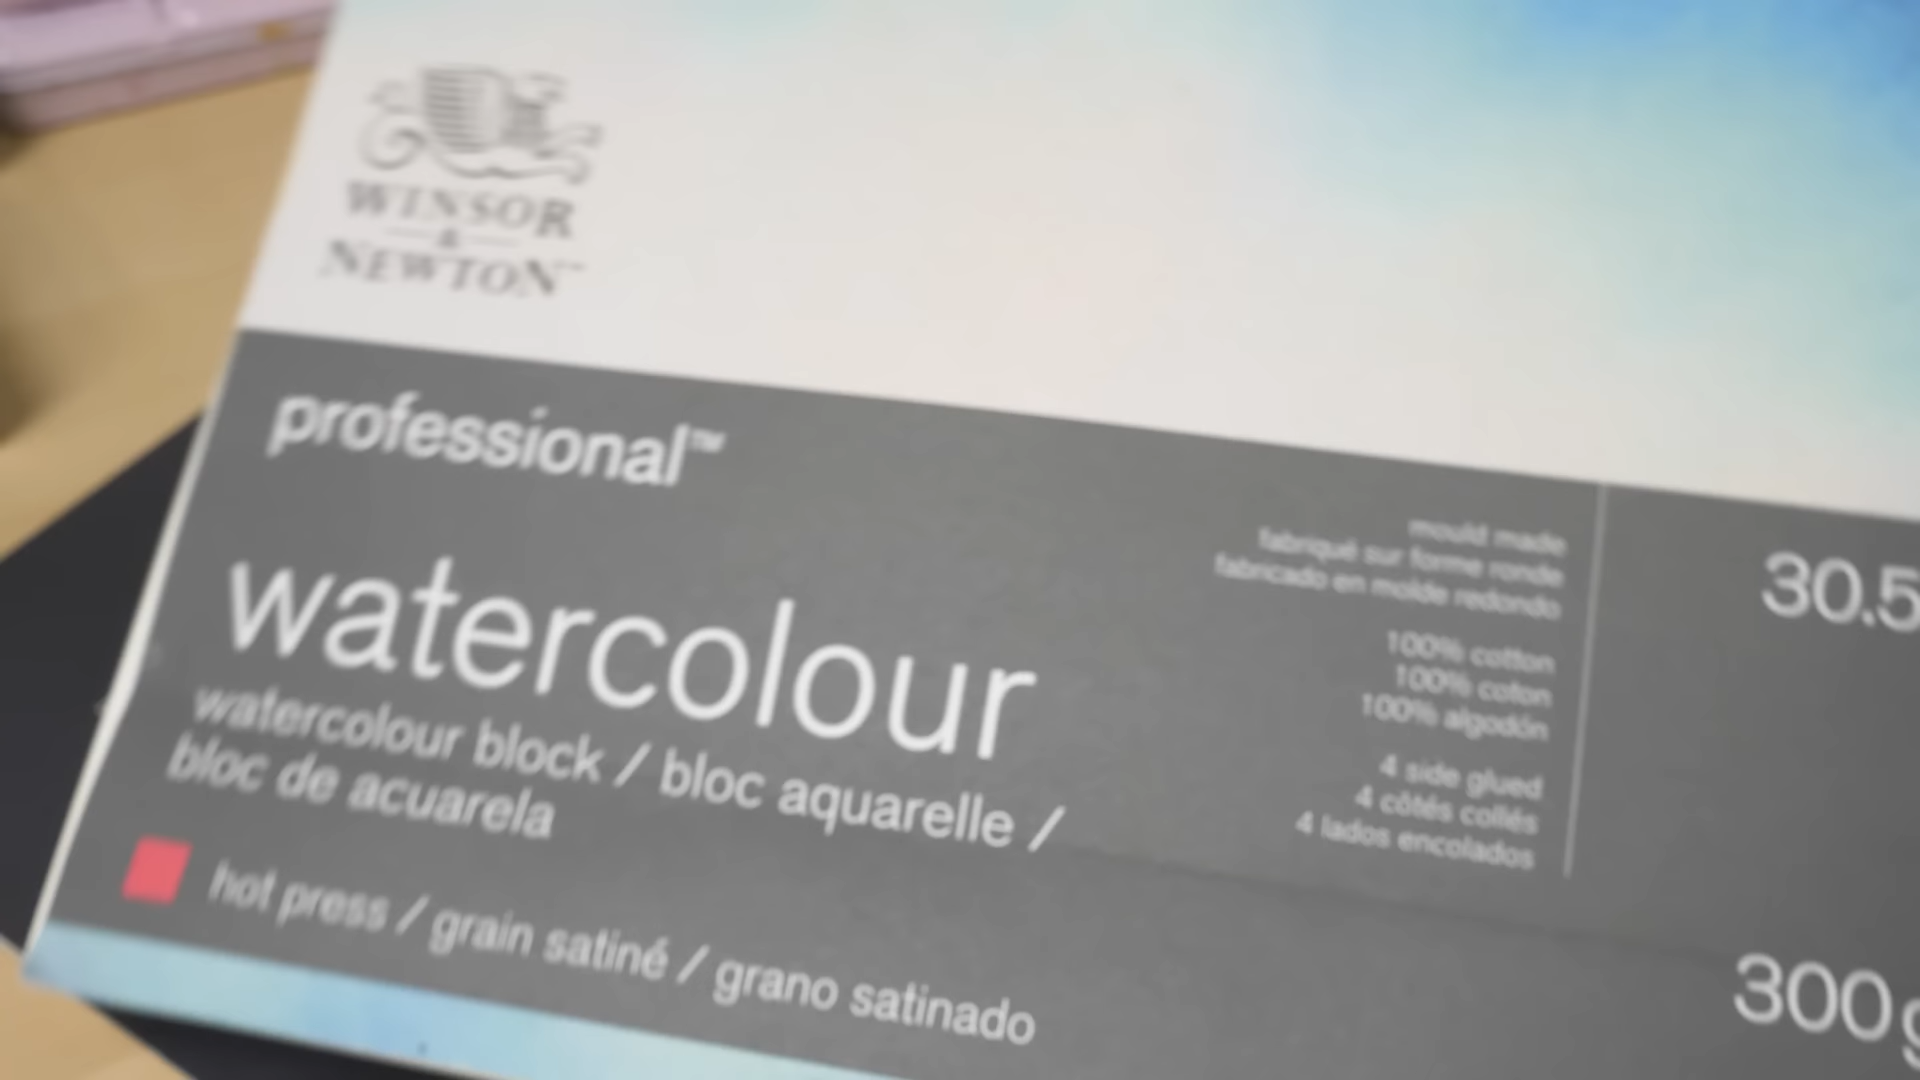 WINSOR
&
NEWTON™
professional™
watercolour
watercolour block / bloc aquarelle /
bloc de acuarela
hot press / grain satiné / grano satinado
mould made
fabriqué sur forme ronde
fabricado en molde redondo
100% cotton
100% coton
100% algodón
4 side glued
4 côtés collés
4 lados encolados
30.5
300g